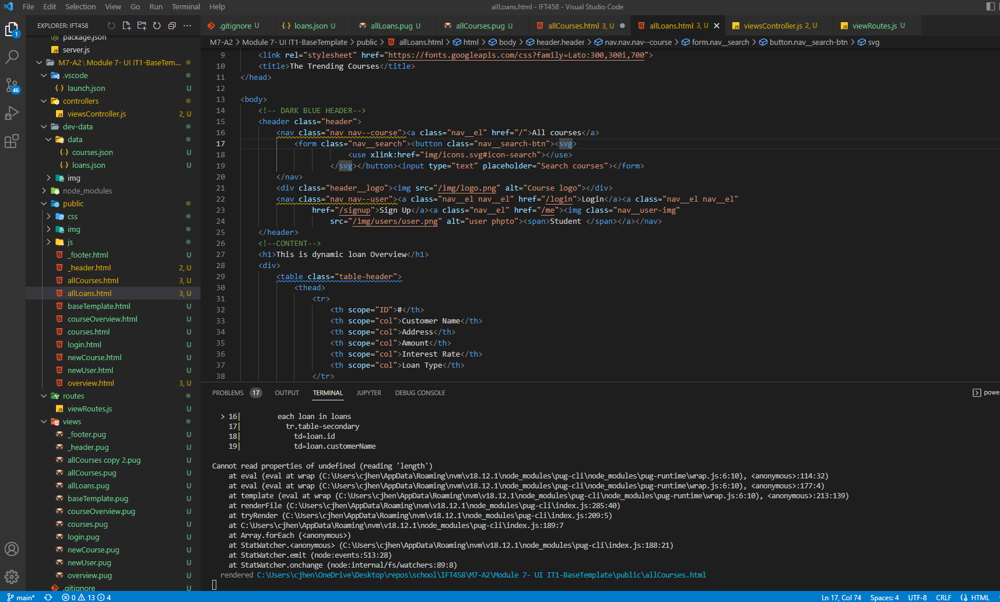 File Edit Selection View Go Run Terminal Help
allLoans.html - IFT458 - Visual Studio Code
EXPLORER: IFT458
.gitignore U
loans.json U
allLoans.pug U
allCourses.pug U
allCourses.html 3, U
allLoans.html 3, U
viewsController.js 2, U
viewRoutes.js U
M7-A2 > Module 7- UI IT1-BaseTemplate > public > allLoans.html > html > body > header.header > nav.nav.nav--course > form.nav__search > button.nav__search-btn > svg
1
46
package.json
server.js
M7-A2 \ Module 7- UI IT1-BaseTem...
.vscode
launch.json U
controllers
viewsController.js 2, U
dev-data
data
courses.json U
loans.json U
img
node_modules
public
css
img
js
_footer.html U
_header.html 2, U
allCourses.html 3, U
allLoans.html 3, U
baseTemplate.html U
courseOverview.html U
courses.html U
login.html U
newCourse.html U
newUser.html U
overview.html 3, U
routes
viewRoutes.js U
views
_footer.pug U
_header.pug U
allCourses copy 2.pug U
allCourses.pug U
allLoans.pug U
baseTemplate.pug U
courseOverview.pug U
courses.pug U
login.pug U
newCourse.pug U
newUser.pug U
overview.pug U
.gitignore U
9 <link rel="stylesheet" href="https://fonts.googleapis.com/css?family=Lato:300,300i,700">
10 <title>The Trending Courses</title>
11 </head>
12
13 <body>
14 <!-- DARK BLUE HEADER-->
15 <header class="header">
16 <nav class="nav nav--course"><a class="nav__el" href="/">All courses</a>
17 <form class="nav__search"><button class="nav__search-btn"><svg>
18 <use xlink:href="img/icons.svg#icon-search"></use>
19 </svg></button><input type="text" placeholder="Search courses"></form>
20 </nav>
21 <div class="header__logo"><img src="/img/logo.png" alt="Course logo"></div>
22 <nav class="nav nav--user"><a class="nav__el nav__el" href="/login">Login</a><a class="nav__el nav__el"
23 href="/signup">Sign Up</a><a class="nav__el" href="/me"><img class="nav__user-img"
24 src="/img/users/user.png" alt="user phpto"><span>Student </span></a></nav>
25 </header>
26 <!--CONTENT-->
27 <h1>This is dynamic loan Overview</h1>
28 <div>
29 <table class="table-header">
30 <thead>
31 <tr>
32 <th scope="ID">#</th>
33 <th scope="col">Customer Name</th>
34 <th scope="col">Address</th>
35 <th scope="col">Amount</th>
36 <th scope="col">Interest Rate</th>
37 <th scope="col">Loan Type</th>
38 </tr>
PROBLEMS 17 OUTPUT TERMINAL JUPYTER DEBUG CONSOLE
powe
> 16| each loan in loans
17| tr.table-secondary
18| td=loan.id
19| td=loan.customerName
Cannot read properties of undefined (reading 'length')
at eval (eval at wrap (C:\Users\cjhen\AppData\Roaming\nvm\v18.12.1\node_modules\pug-cli\node_modules\pug-runtime\wrap.js:6:10), <anonymous>:114:32)
at eval (eval at wrap (C:\Users\cjhen\AppData\Roaming\nvm\v18.12.1\node_modules\pug-cli\node_modules\pug-runtime\wrap.js:6:10), <anonymous>:177:4)
at template (eval at wrap (C:\Users\cjhen\AppData\Roaming\nvm\v18.12.1\node_modules\pug-cli\node_modules\pug-runtime\wrap.js:6:10), <anonymous>:213:139)
at renderFile (C:\Users\cjhen\AppData\Roaming\nvm\v18.12.1\node_modules\pug-cli\index.js:285:40)
at tryRender (C:\Users\cjhen\AppData\Roaming\nvm\v18.12.1\node_modules\pug-cli\index.js:209:5)
at C:\Users\cjhen\AppData\Roaming\nvm\v18.12.1\node_modules\pug-cli\index.js:189:7
at Array.forEach (<anonymous>)
at StatWatcher.<anonymous> (C:\Users\cjhen\AppData\Roaming\nvm\v18.12.1\node_modules\pug-cli\index.js:188:21)
at StatWatcher.emit (node:events:513:28)
at StatWatcher.onchange (node:internal/fs/watchers:89:8)
rendered C:\Users\cjhen\OneDrive\Desktop\repos\school\IFT458\M7-A2\Module 7- UI IT1-BaseTemplate\public\allCourses.html
main* 0 13 4
Ln 17, Col 74 Spaces: 4 UTF-8 CRLF HTML